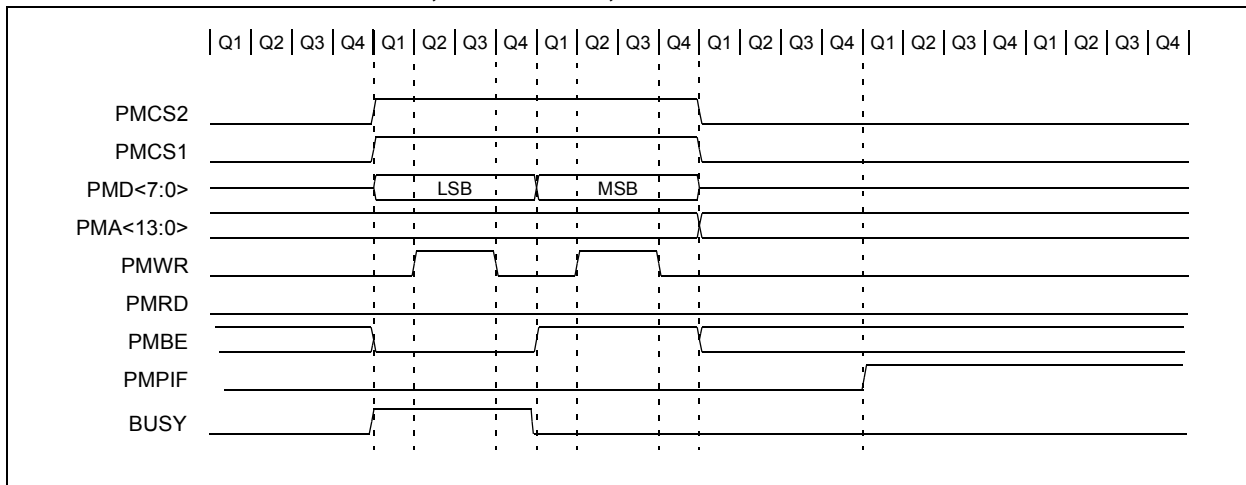 Q1 Q2 Q3 Q4 Q1 Q2 Q3 Q4 Q1 Q2 Q3 Q4 Q1 Q2 Q3 Q4 Q1 Q2 Q3 Q4 Q1 Q2 Q3 Q4
PMCS2
PMCS1
PMD<7:0> LSB MSB
PMA<13:0>
PMWR
PMRD
PMBE
PMPIF
BUSY